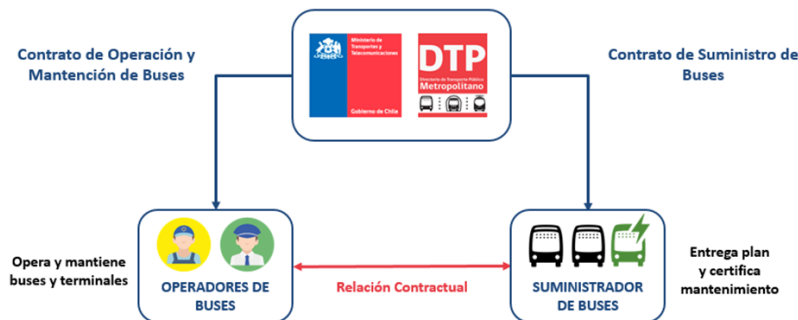 Contrato de Operación y
Mantención de Buses
Ministerio de
Transportes y
Telecomunicaciones
Gobierno de Chile
DTP
Directorio de Transporte Público
Metropolitano
Contrato de Suministro de
Buses
Opera y mantiene
buses y terminales
OPERADORES DE
BUSES
Relación Contractual
SUMINISTRADOR
DE BUSES
Entrega plan
y certifica
mantenimiento